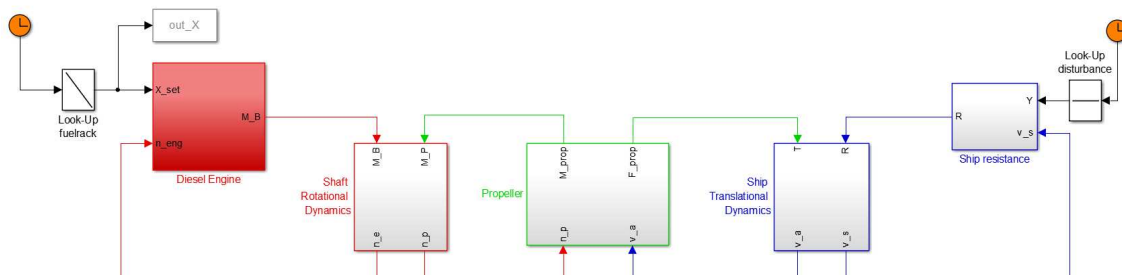 out_X
Look-Up
fuelrack
X_set
n_eng
M_B
Diesel Engine
M_B
M_P
n_e
n_p
Shaft
Rotational
Dynamics
M_prop
F_prop
n_p
v_a
Propeller
T
R
v_a
v_s
Ship
Translational
Dynamics
R
Y
v_s
Ship resistance
Look-Up
disturbance